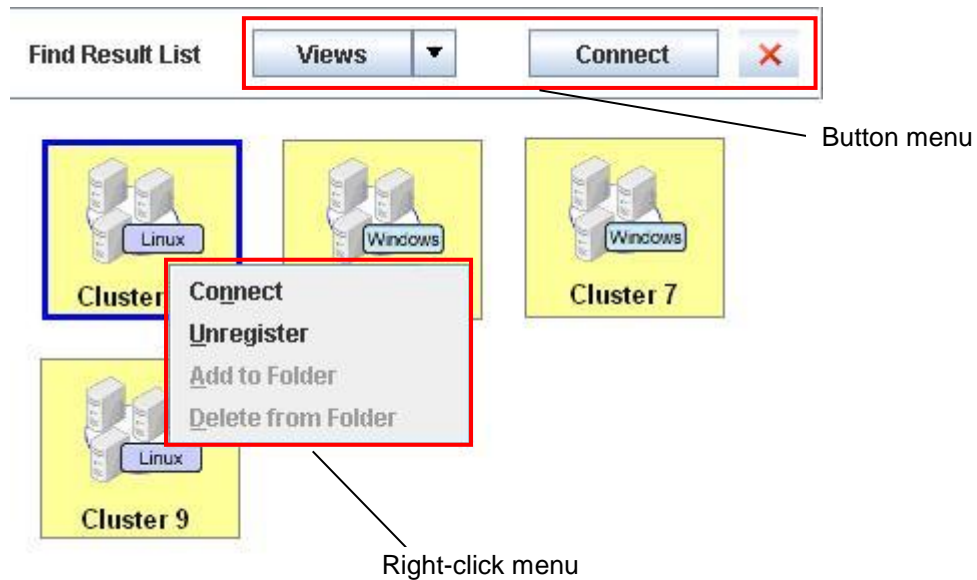 Find Result List Views Connect
Button menu
Linux Windows Windows
Cluster Cluster 7
Connect
Unregister
Add to Folder
Delete from Folder
Linux
Cluster 9
Right-click menu